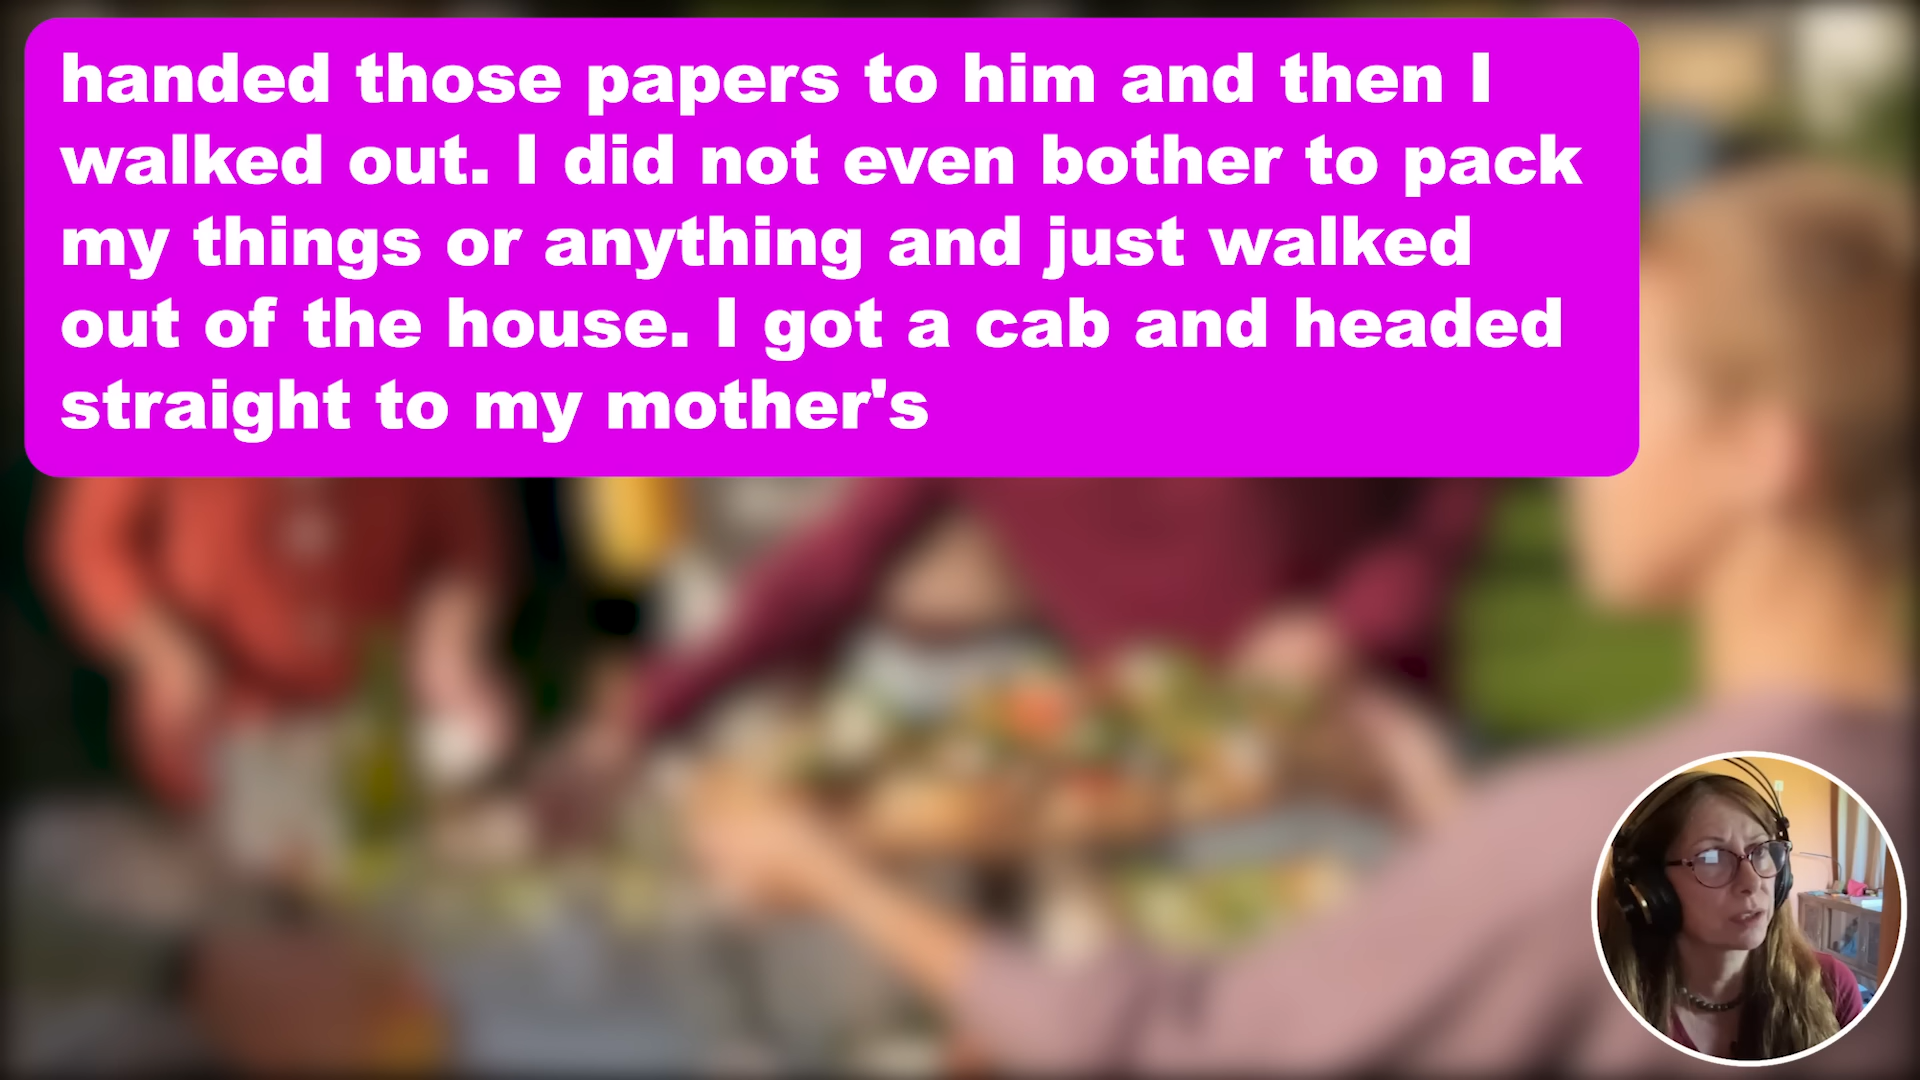 handed those papers to him and then I
walked out. I did not even bother to pack
my things or anything and just walked
out of the house. I got a cab and headed
straight to my mother's